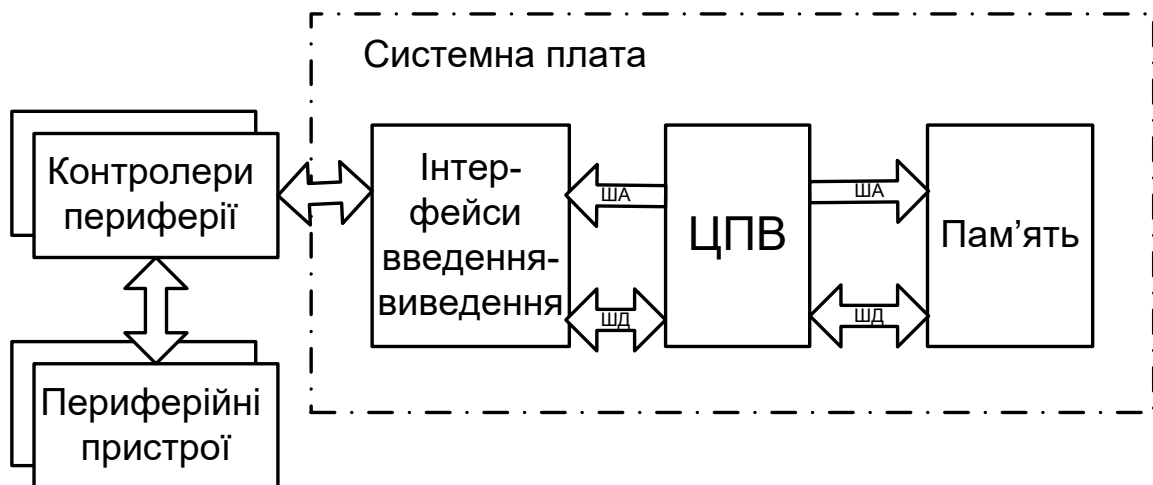 Системна плата
Контролери
периферії
Інтер-
фейси
введення-
виведення
ША
ЦПВ
ША
Пам’ять
ШД
ШД
Периферійні
пристрої